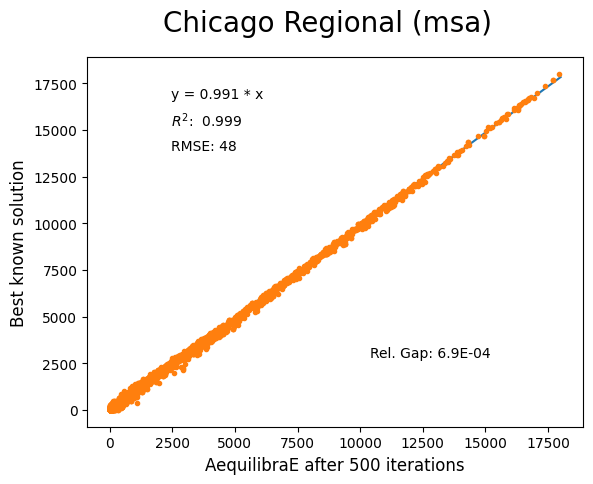 Chicago Regional (msa)
y = 0.991 * x
R²: 0.999
RMSE: 48
Rel. Gap: 6.9E-04
Best known solution
17500
15000
12500
10000
7500
5000
2500
0
0 2500 5000 7500 10000 12500 15000 17500
AequilibraE after 500 iterations